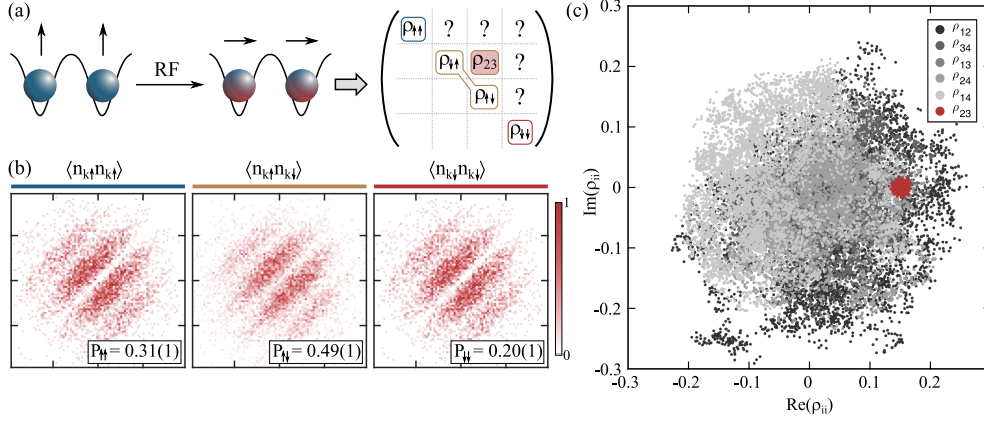 (a)
RF
ρ↑↑ ? ? ?
ρ↓↑ ρ23 ?
ρ↑↓ ?
ρ↓↓
(b)
⟨nk↑nk↑⟩ ⟨nk↑nk↓⟩ ⟨nk↓nk↓⟩
1
0
P↑↑ = 0.31(1) P↑↓ = 0.49(1) P↓↓ = 0.20(1)
(c)
ρ12
ρ34
ρ13
ρ24
ρ14
ρ23
0.3
0.2
0.1
0
-0.1
-0.2
-0.3
Im(ρii)
-0.3 -0.2 -0.1 0 0.1 0.2
Re(ρii)